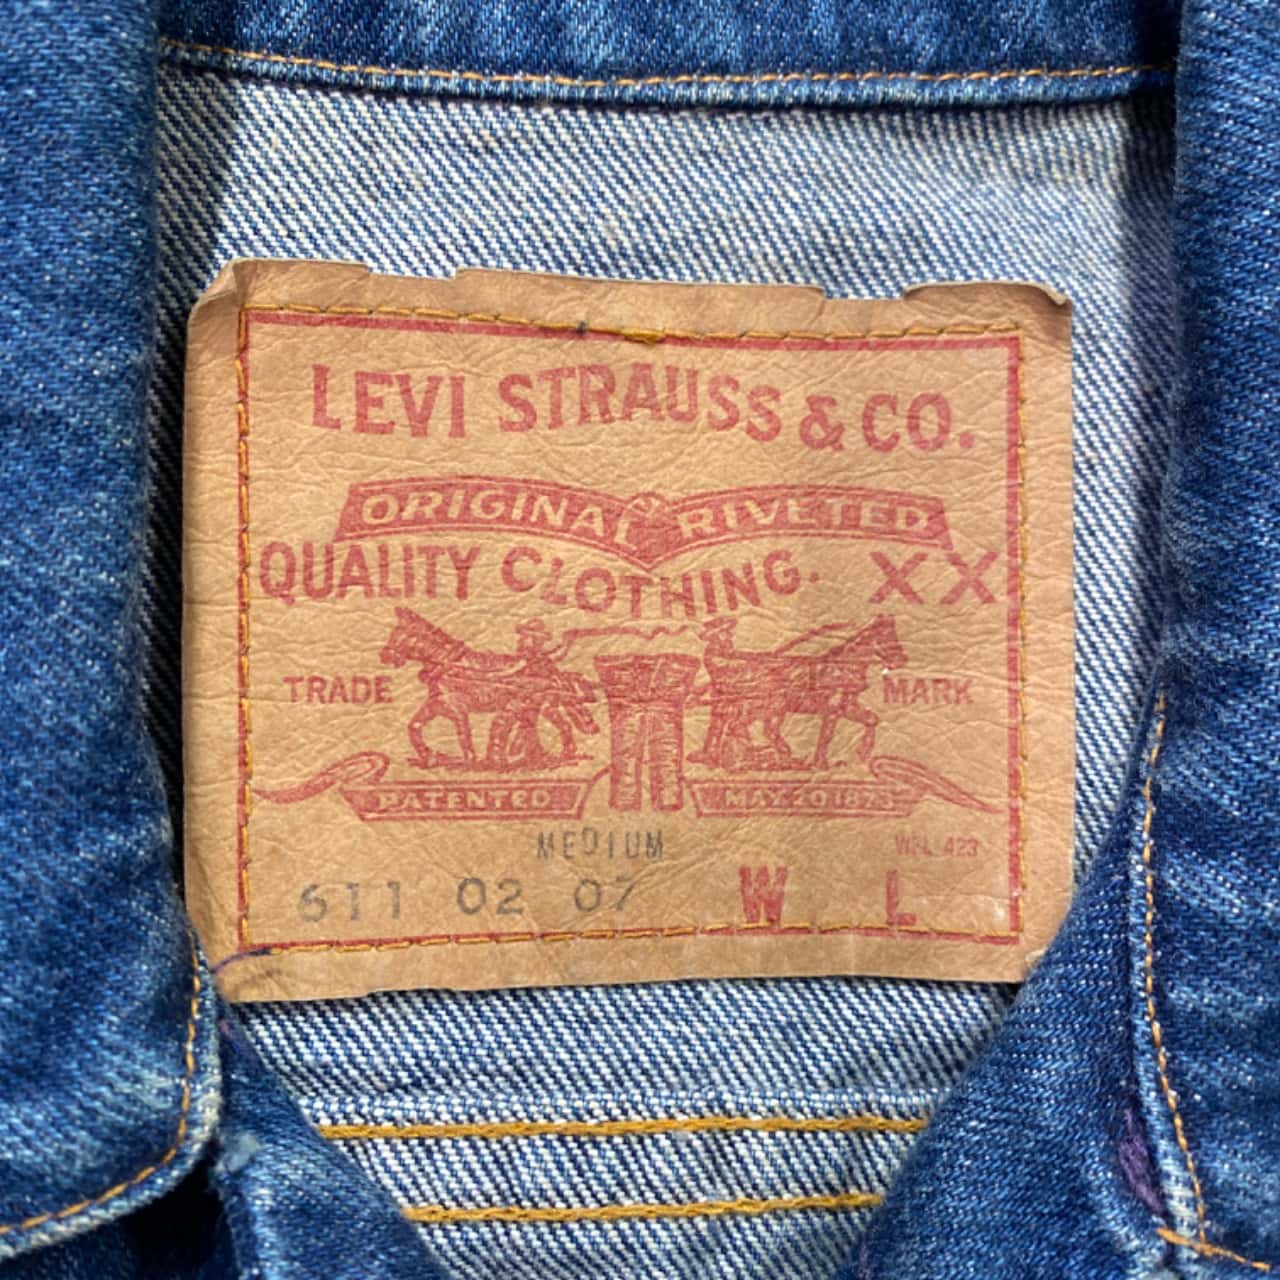 LEVI STRAUSS & CO.
ORIGINAL RIVETED
QUALITY CLOTHING. XX
TRADE MARK
PATENTED MAY 20 1873
MEDIUM
WPL 423
611 02 07 W L